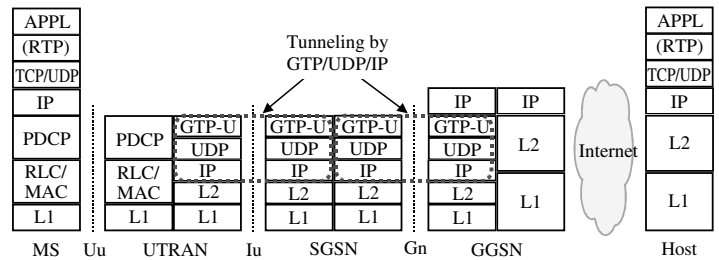 APPL
(RTP)
TCP/UDP
IP
PDCP
RLC/
MAC
L1
MS
Uu
PDCP
RLC/
MAC
L1
GTP-U
UDP
IP
L2
L1
UTRAN
Iu
Tunneling by
GTP/UDP/IP
GTP-U
UDP
IP
L2
L1
GTP-U
UDP
IP
L2
L1
SGSN
Gn
IP
GTP-U
UDP
IP
L2
L1
IP
L2
L1
GGSN
Internet
APPL
(RTP)
TCP/UDP
IP
L2
L1
Host